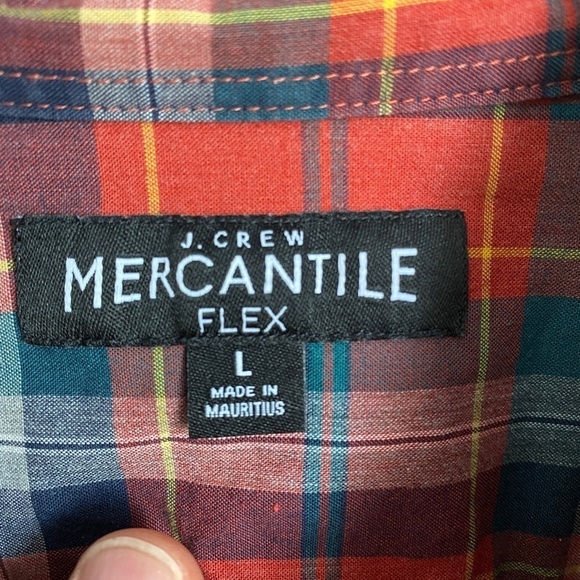 J. CREW
MERCANTILE
FLEX
L
MADE IN
MAURITIUS